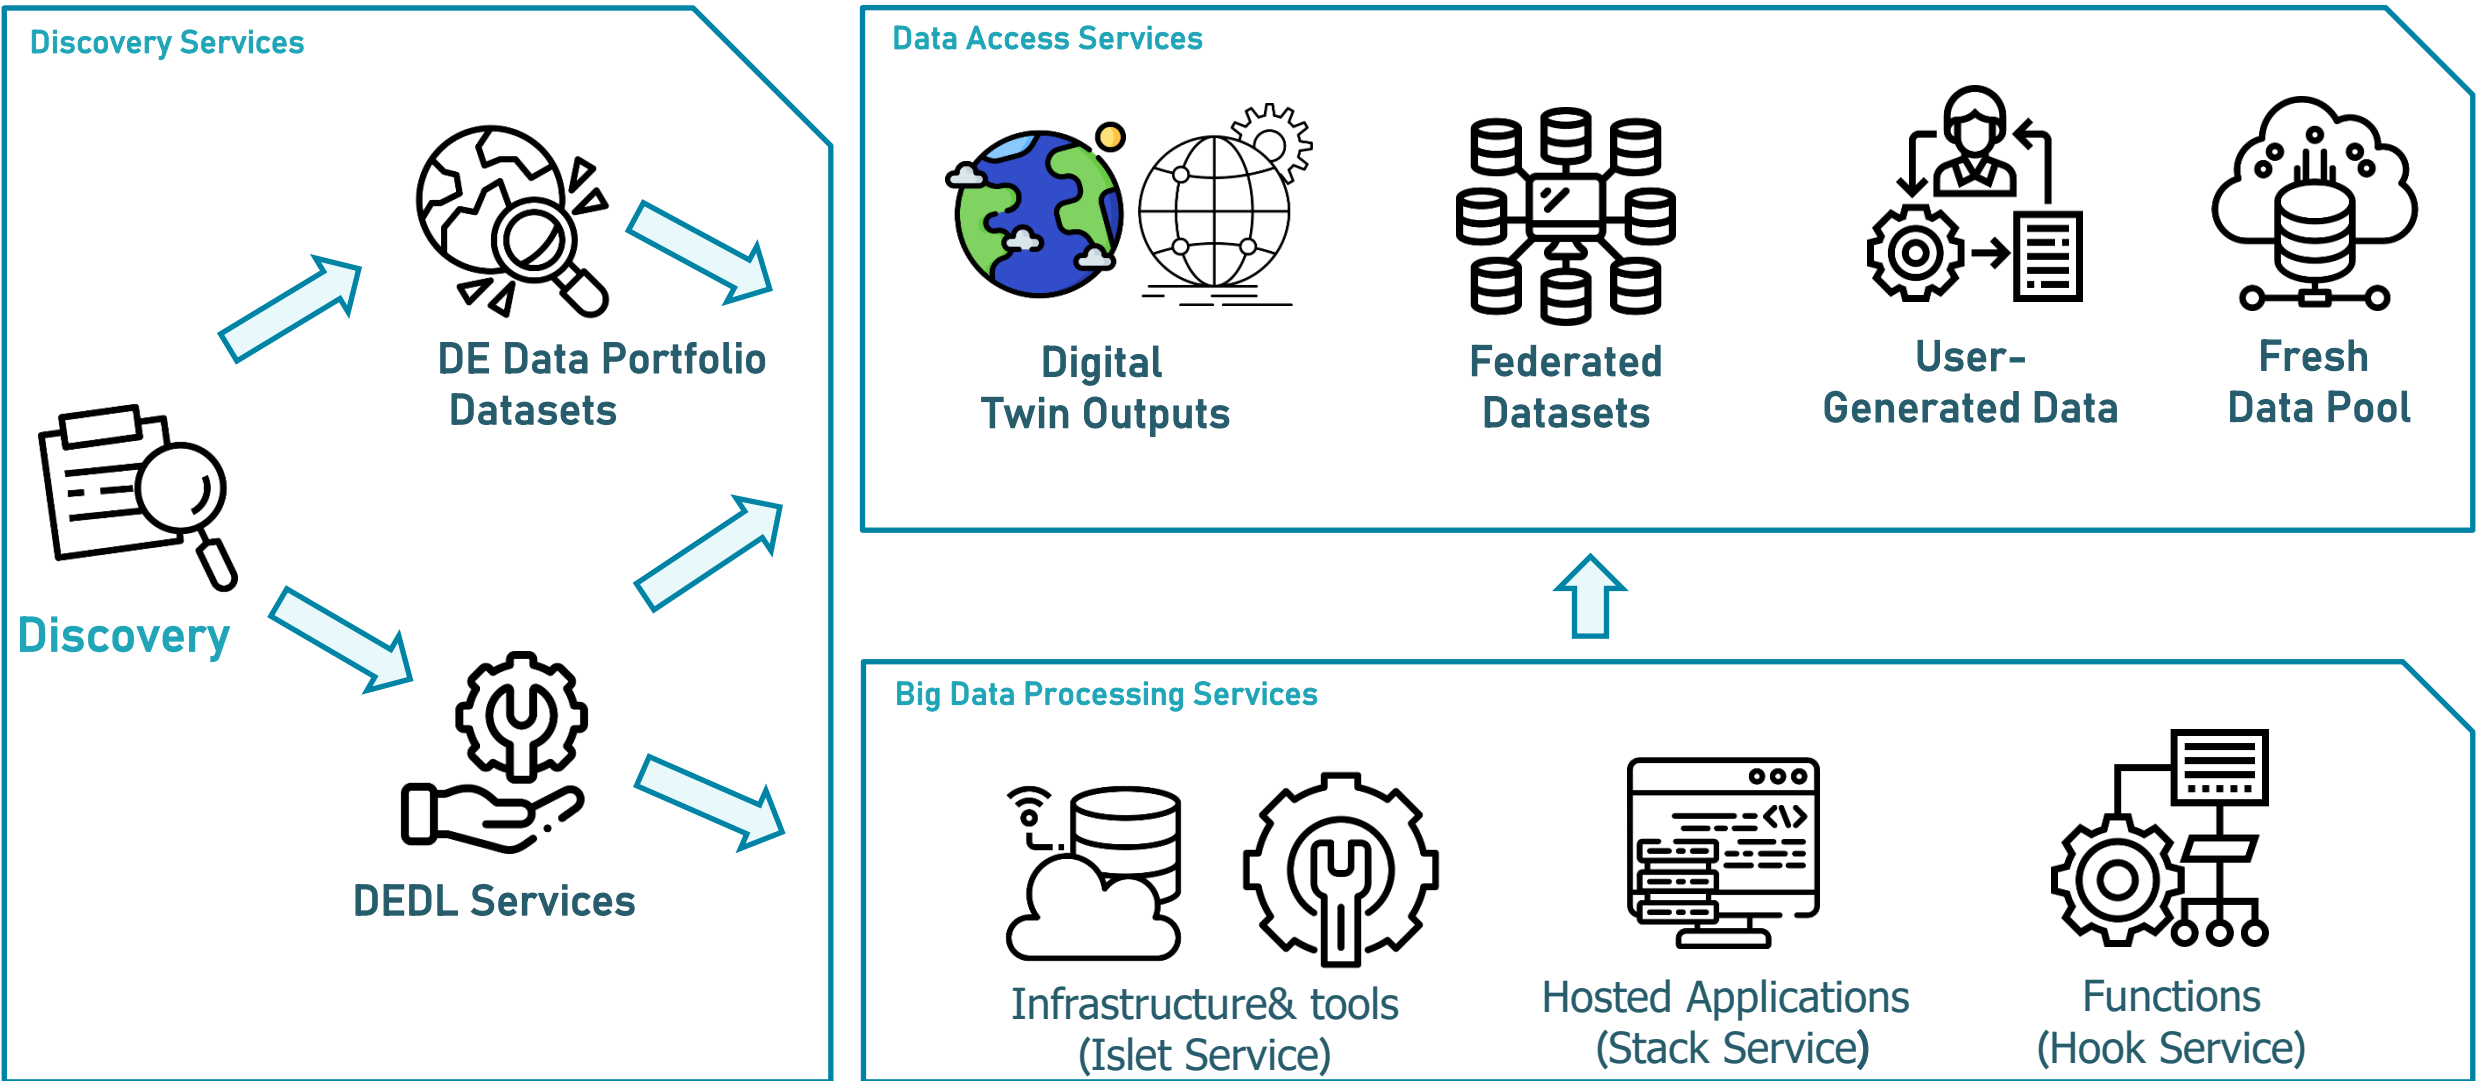 Discovery Services
DE Data Portfolio
Datasets
Discovery
DEDL Services
Data Access Services
Digital
Twin Outputs
Federated
Datasets
User-
Generated Data
Fresh
Data Pool
Big Data Processing Services
Infrastructure& tools
(Islet Service)
Hosted Applications
(Stack Service)
Functions
(Hook Service)